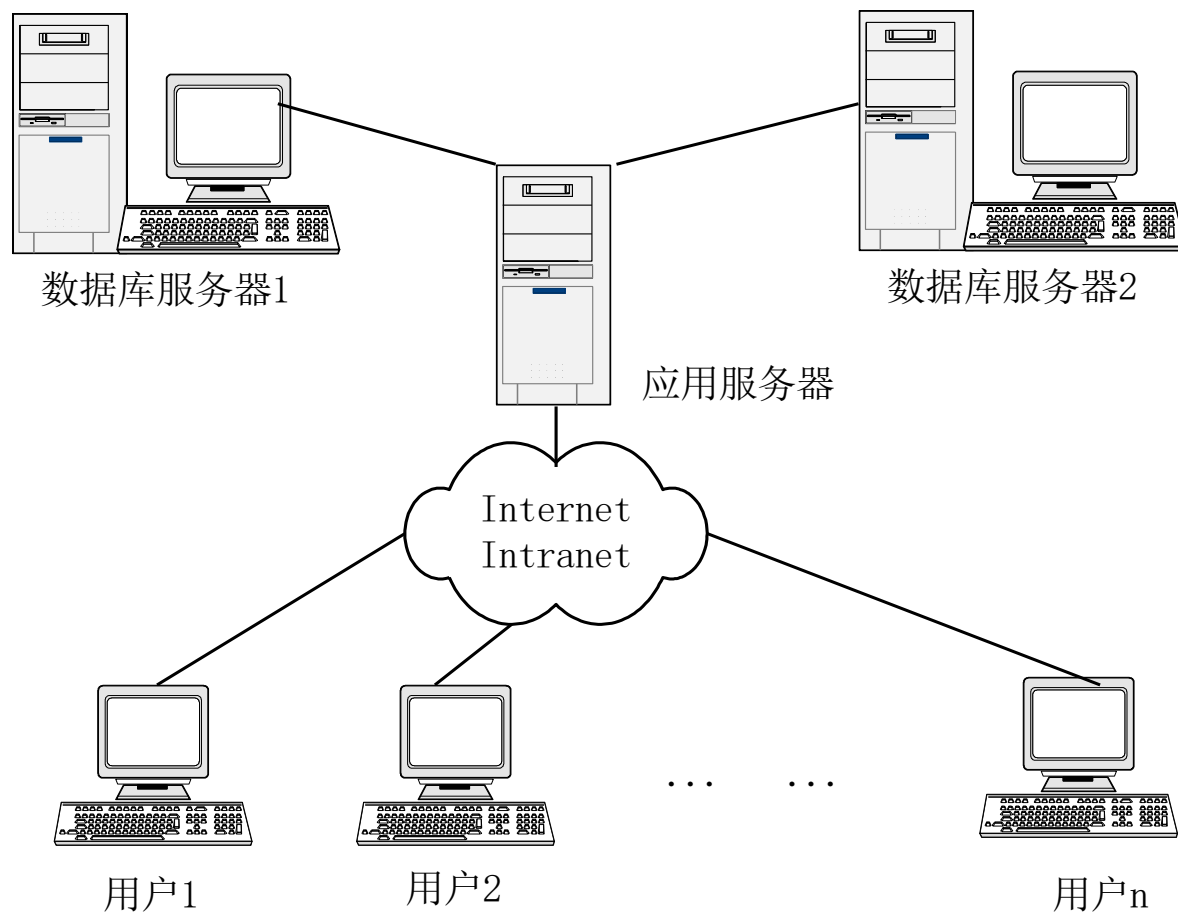 数据库服务器1
数据库服务器2
应用服务器
Internet
Intranet
... ...
用户1
用户2
用户n